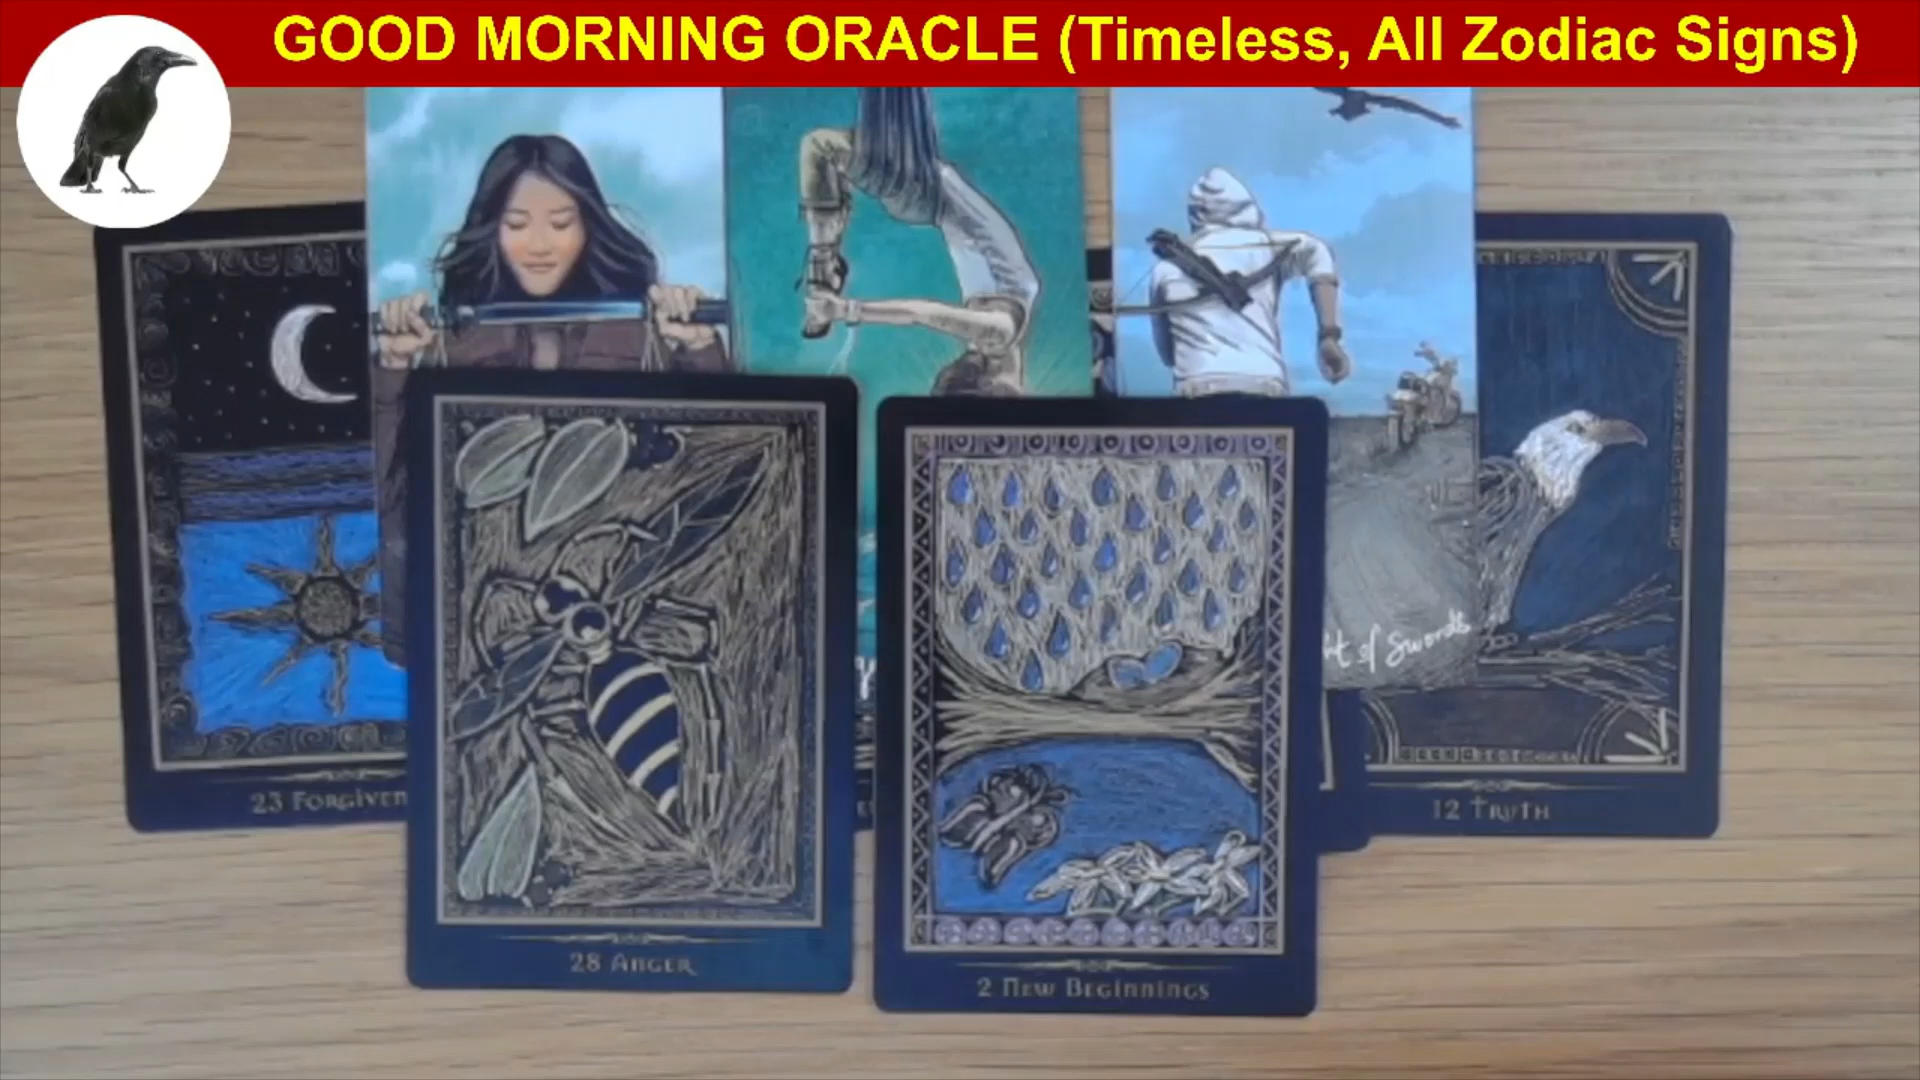 GOOD MORNING ORACLE (Timeless, All Zodiac Signs)
of Swords
23 Forgiven
12 Truth
28 Anger
2 New Beginnings